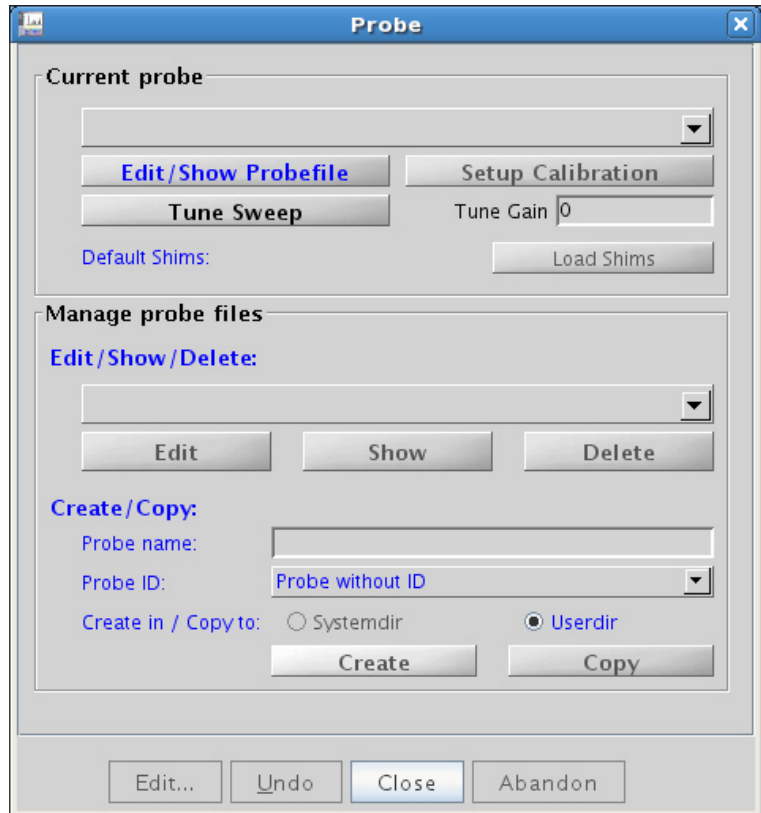 Probe
Current probe
Edit/Show Probefile Setup Calibration
Tune Sweep Tune Gain 0
Default Shims: Load Shims
Manage probe files
Edit/Show/Delete:
Edit Show Delete
Create/Copy:
Probe name:
Probe ID: Probe without ID
Create in / Copy to: Systemdir Userdir
Create Copy
Edit... Undo Close Abandon